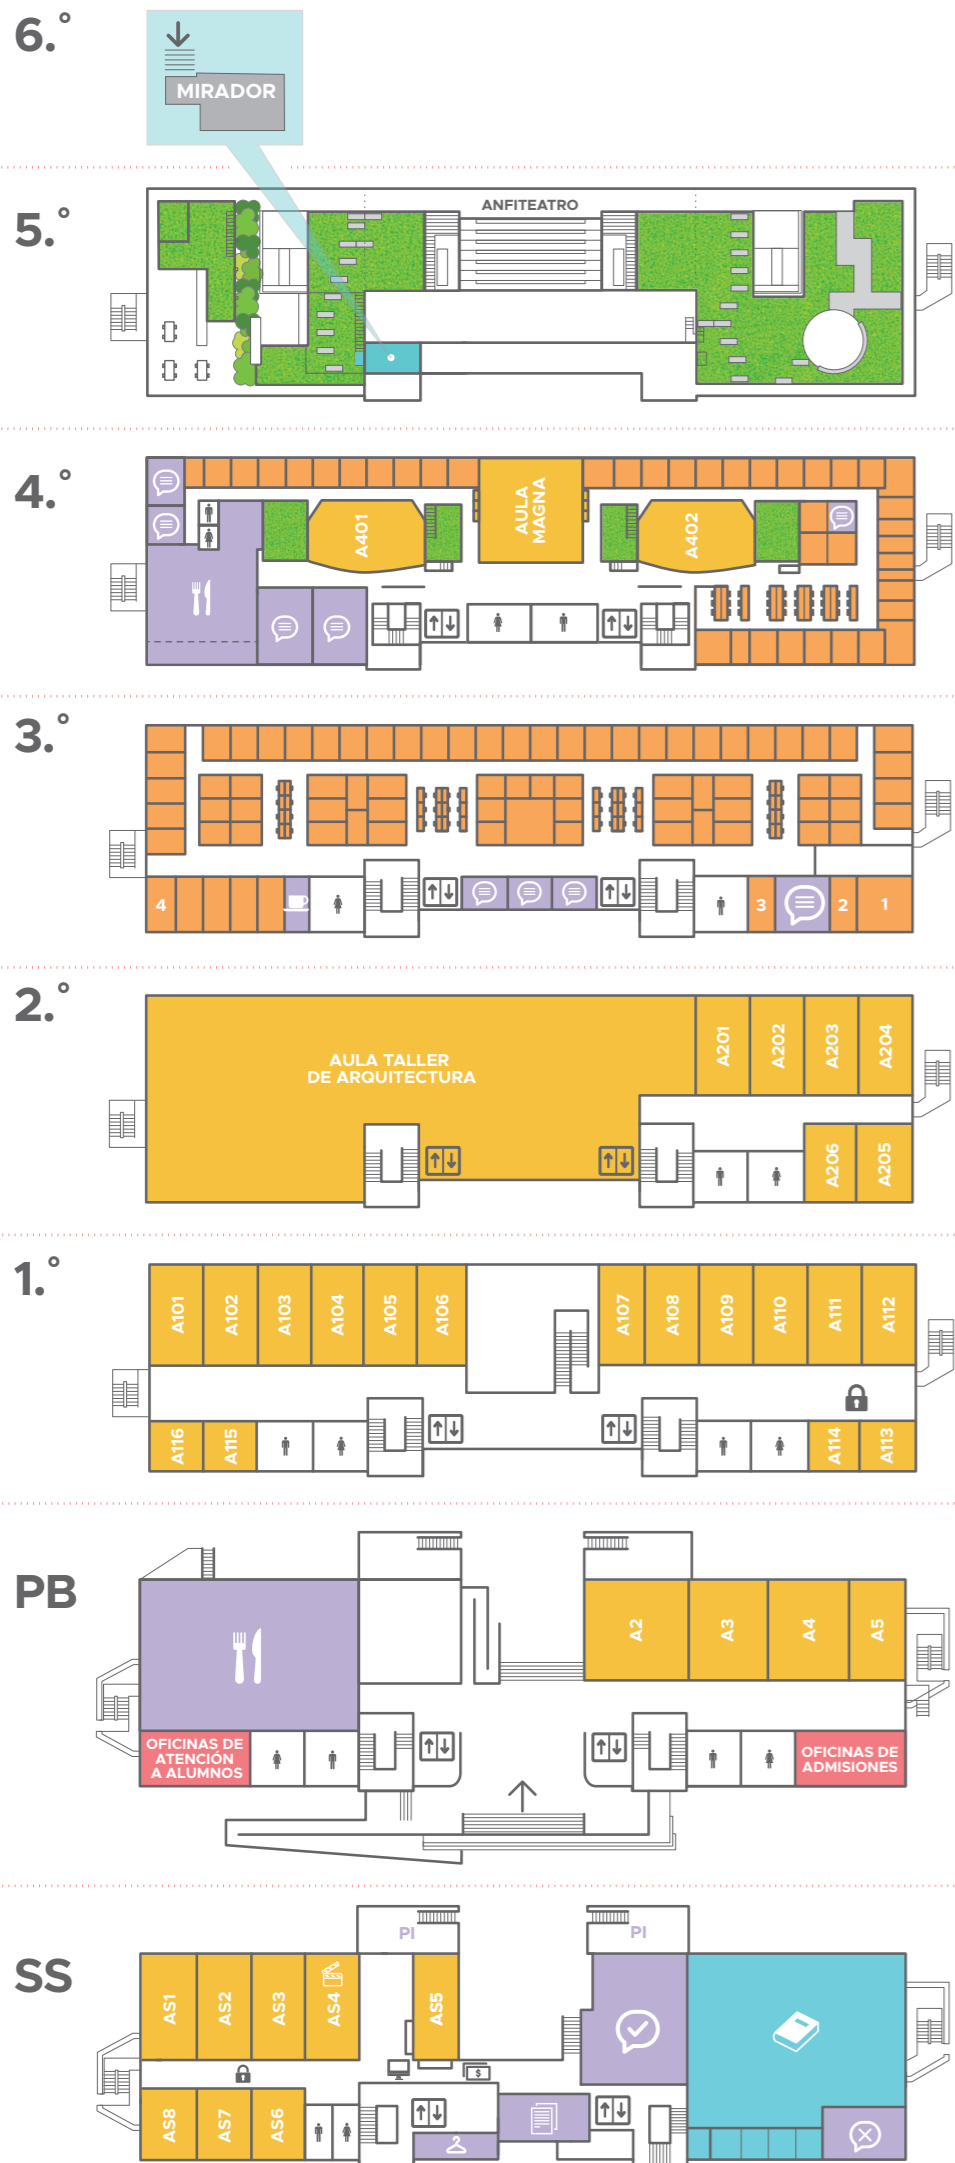 6.°
MIRADOR
5.°
ANFITEATRO
4.°
A401
AULA
MAGNA
A402
3.°
4
3
2
1
2.°
AULA TALLER
DE ARQUITECTURA
A201
A202
A203
A204
A206
A205
1.°
A101
A102
A103
A104
A105
A106
A107
A108
A109
A110
A111
A112
A116
A115
A114
A113
PB
A2
A3
A4
A5
OFICINAS DE
ATENCIÓN
A ALUMNOS
OFICINAS DE
ADMISIONES
SS
PI
PI
AS1
AS2
AS3
AS4
AS5
$
AS8
AS7
AS6